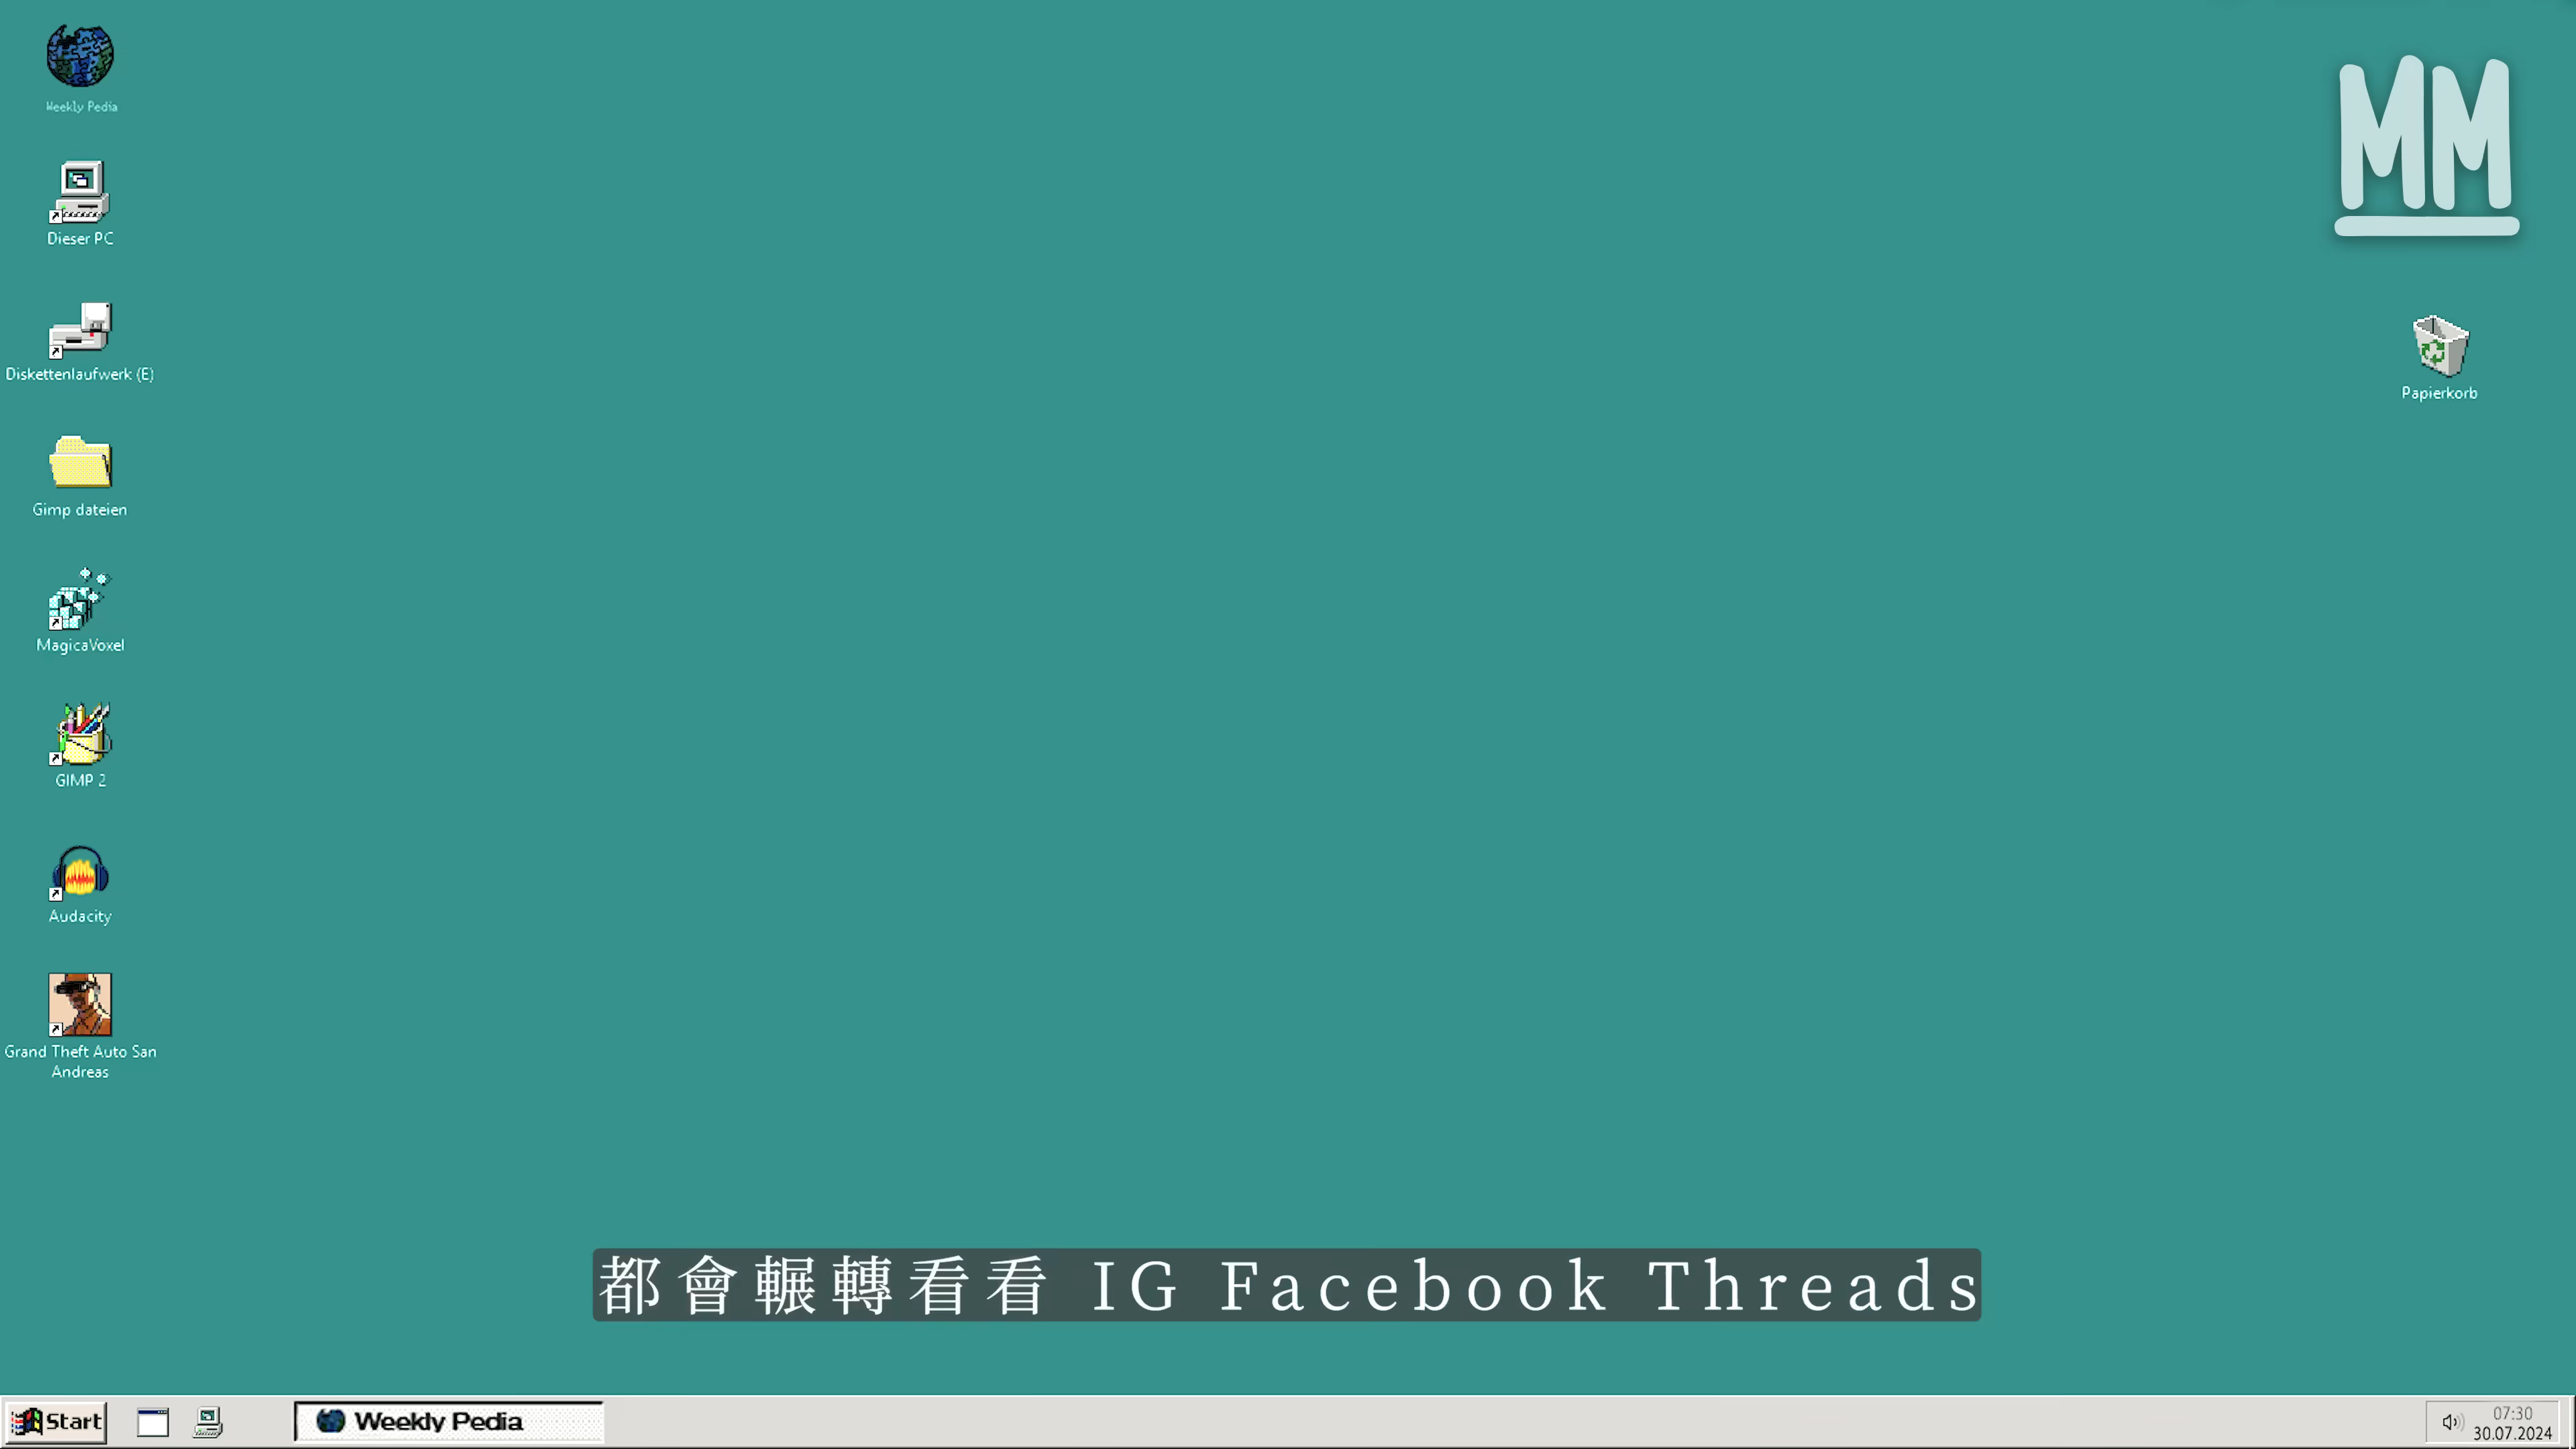 Weekly Pedia
Dieser PC
Diskettenlaufwerk (E)
Gimp dateien
MagicaVoxel
GIMP 2
Audacity
Grand Theft Auto San
Andreas
MM
Papierkorb
都會輾轉看看 IG Facebook Threads
Start
Weekly Pedia
07:30
30.07.2024